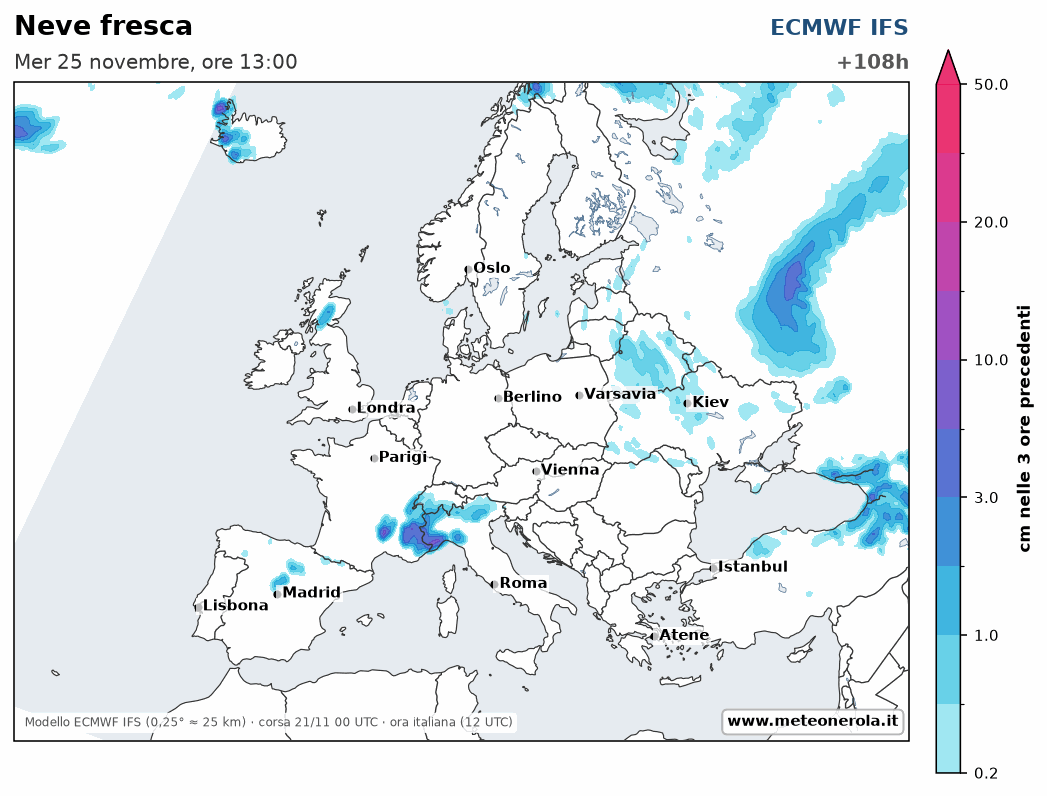 Neve fresca
ECMWF IFS
Mer 25 novembre, ore 13:00
+108h
50.0
20.0
10.0
3.0
1.0
0.2
cm nelle 3 ore precedenti
Oslo
Berlino
Varsavia
Kiev
Londra
Parigi
Vienna
Istanbul
Roma
Madrid
Lisbona
Atene
Modello ECMWF IFS (0,25° ≈ 25 km) · corsa 21/11 00 UTC · ora italiana (12 UTC)
www.meteonerola.it